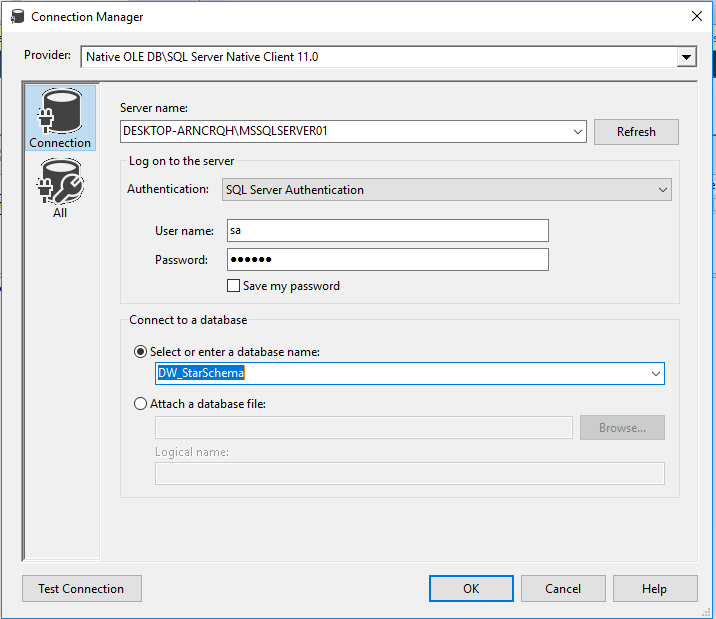 Connection Manager
Provider: Native OLE DB\SQL Server Native Client 11.0
Connection
All
Server name:
DESKTOP-ARNCRQH\MSSQLSERVER01 Refresh
Log on to the server
Authentication: SQL Server Authentication
User name: sa
Password: ●●●●●●
Save my password
Connect to a database
Select or enter a database name:
DW_StarSchema
Attach a database file:
Browse...
Logical name:
Test Connection OK Cancel Help